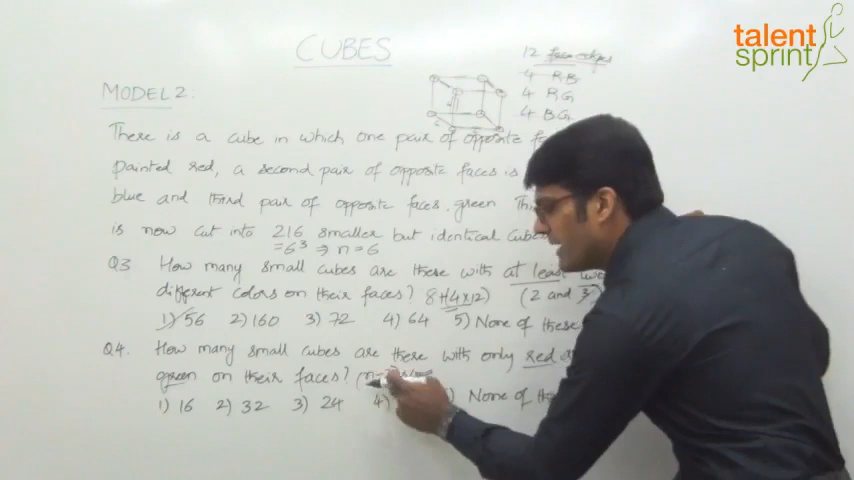 talent
sprint
CUBES
12 face edges
4 RB
4 RG
4 BG
MODEL 2.
There is a cube in which one pair of opposite
painted red, a second pair of opposite faces is
blue and third pair of opposite faces, green
is now cut into 216 smaller but identical cubes
=6³ ⇒ n = 6
Q3 How many small cubes are there with at least two
different colors on their faces? 8+(4x12) (2 and 3)
1) 56 2) 160 3) 72 4) 64 5) None of these
Q4. How many small cubes are there with only red
green on their faces?
1) 16 2) 32 3) 24 4) None of